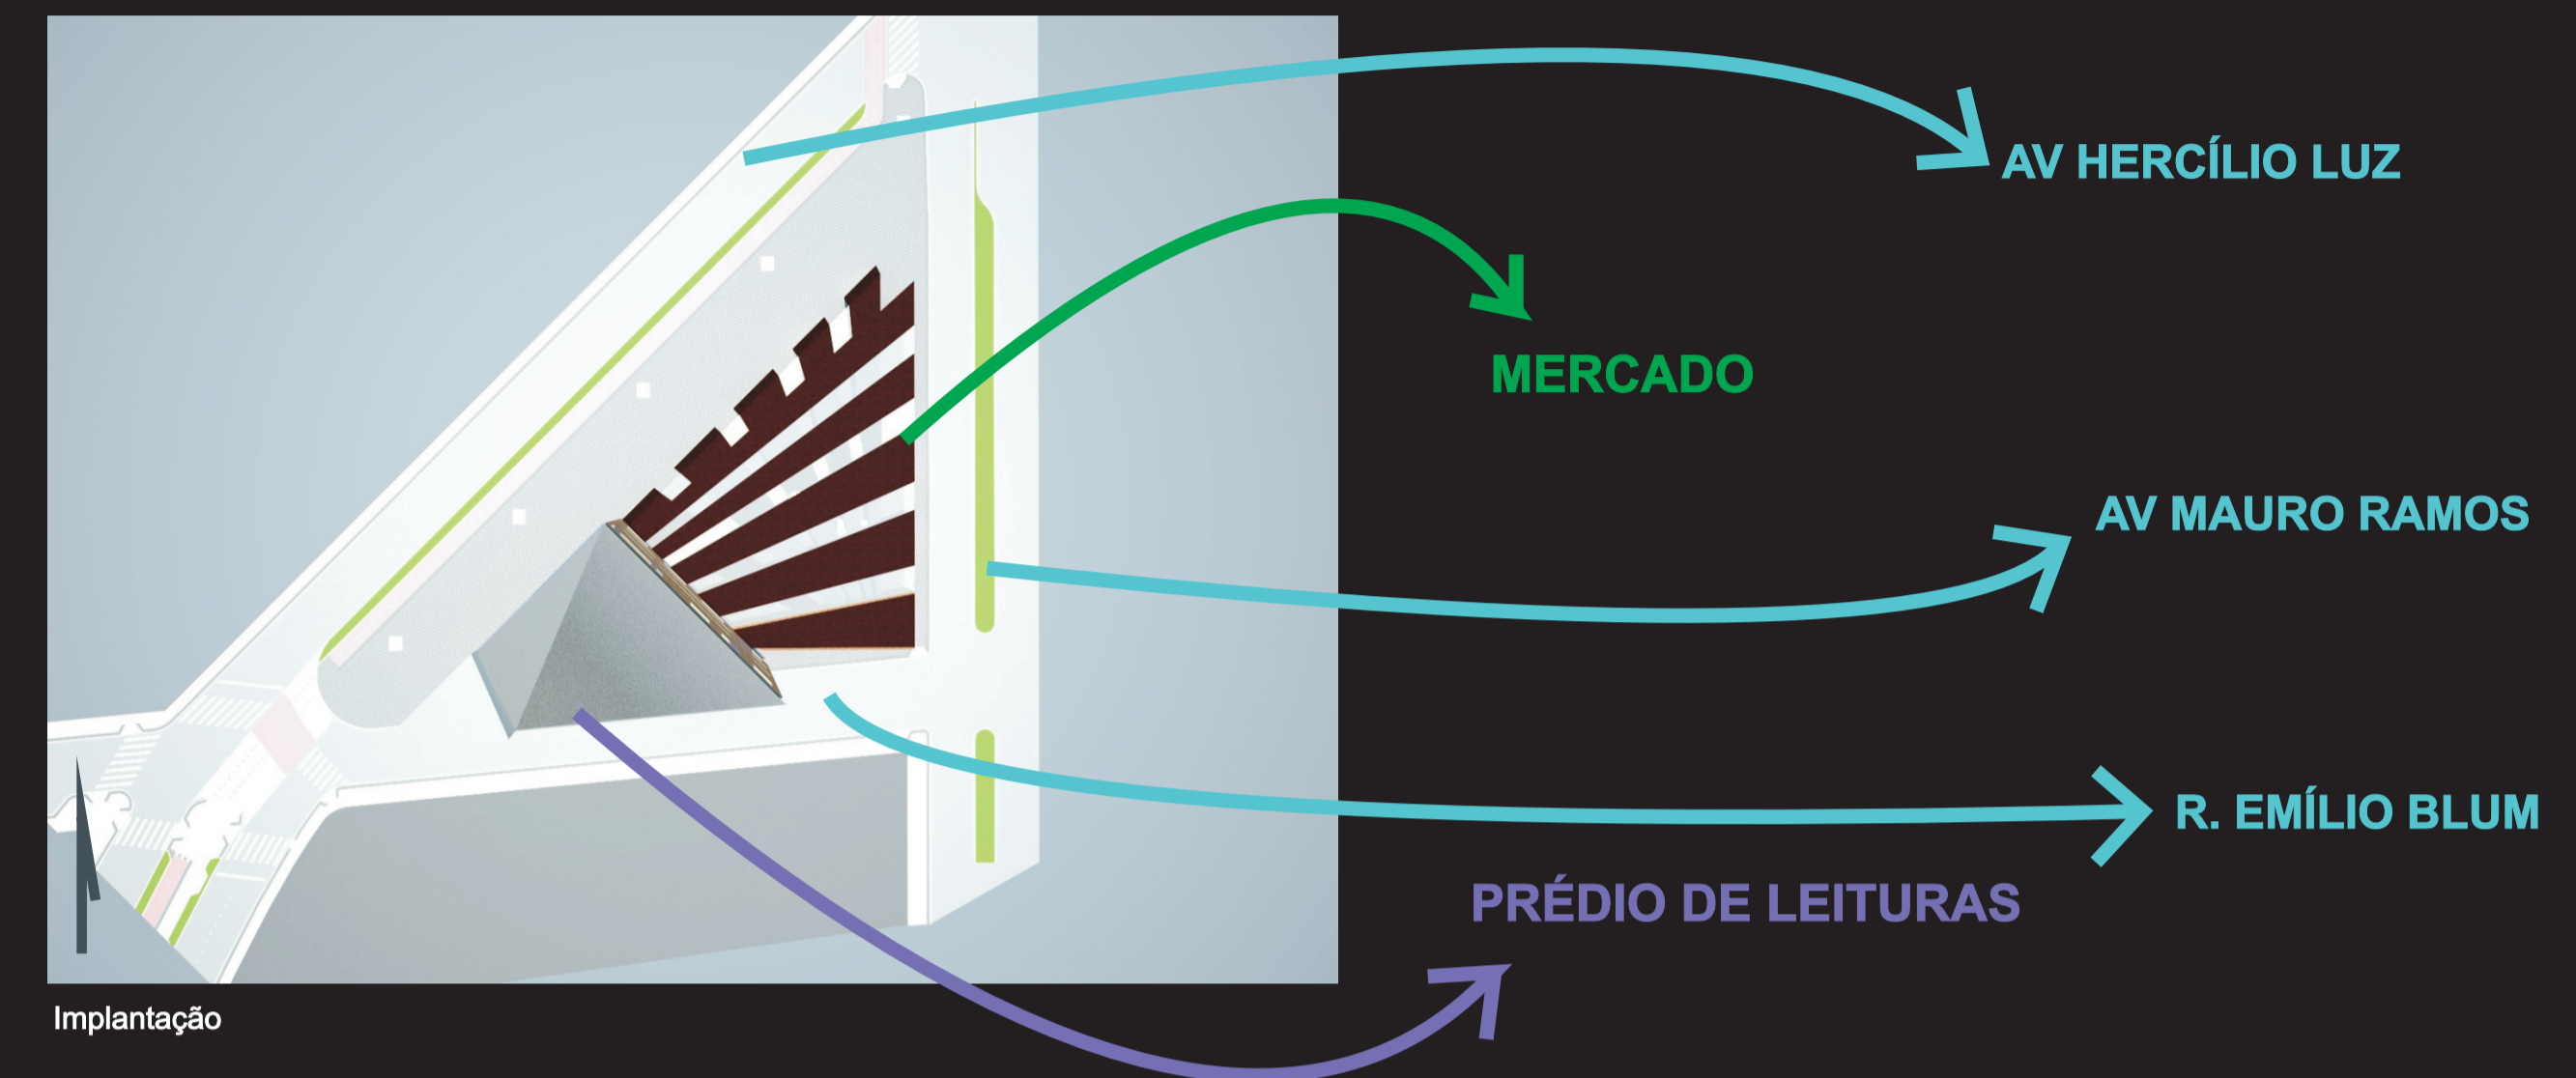 AV HERCÍLIO LUZ
MERCADO
AV MAURO RAMOS
R. EMÍLIO BLUM
PRÉDIO DE LEITURAS
Implantação